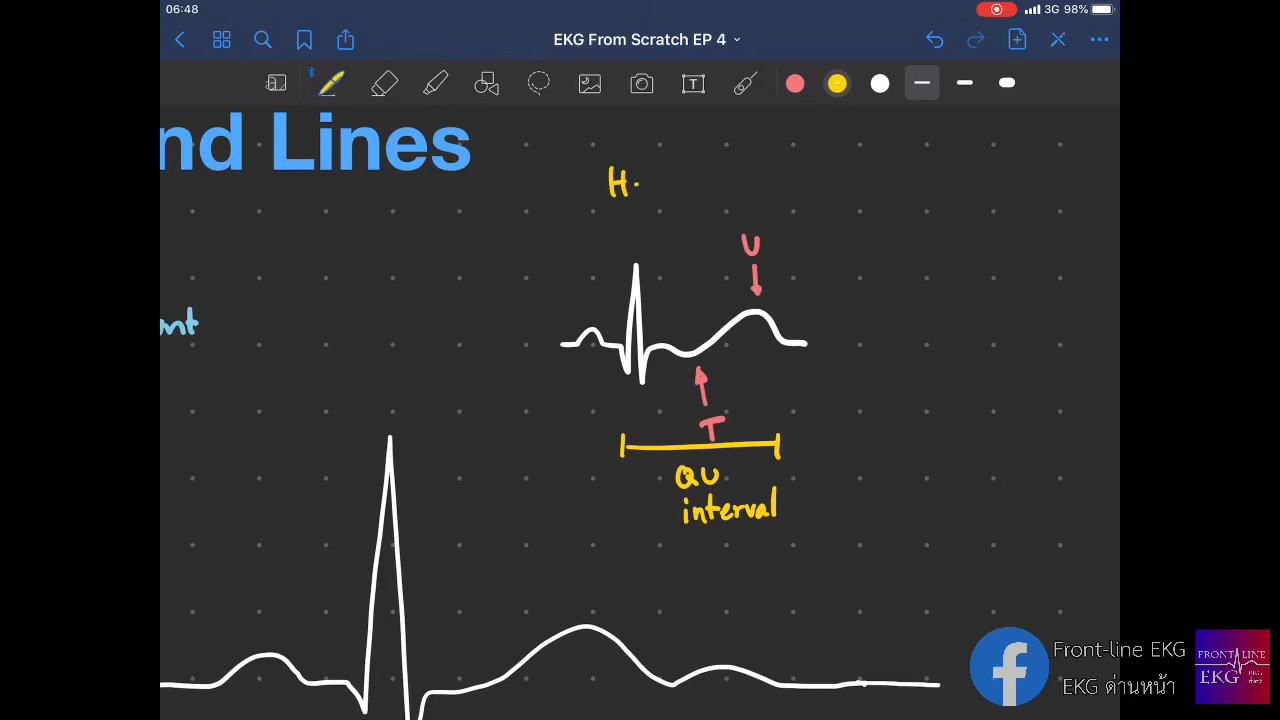 06:48
3G 98%
EKG From Scratch EP 4
T
nd Lines
H
U
nt
T
QU
interval
Front-line EKG
EKG ด่านหน้า
FRONT LINE
EKG